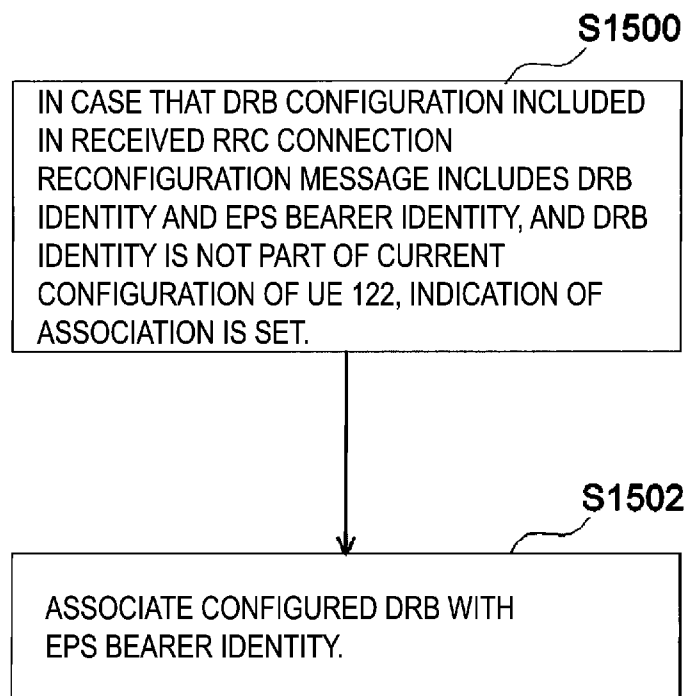 S1500
IN CASE THAT DRB CONFIGURATION INCLUDED
IN RECEIVED RRC CONNECTION
RECONFIGURATION MESSAGE INCLUDES DRB
IDENTITY AND EPS BEARER IDENTITY, AND DRB
IDENTITY IS NOT PART OF CURRENT
CONFIGURATION OF UE 122, INDICATION OF
ASSOCIATION IS SET.
S1502
ASSOCIATE CONFIGURED DRB WITH
EPS BEARER IDENTITY.